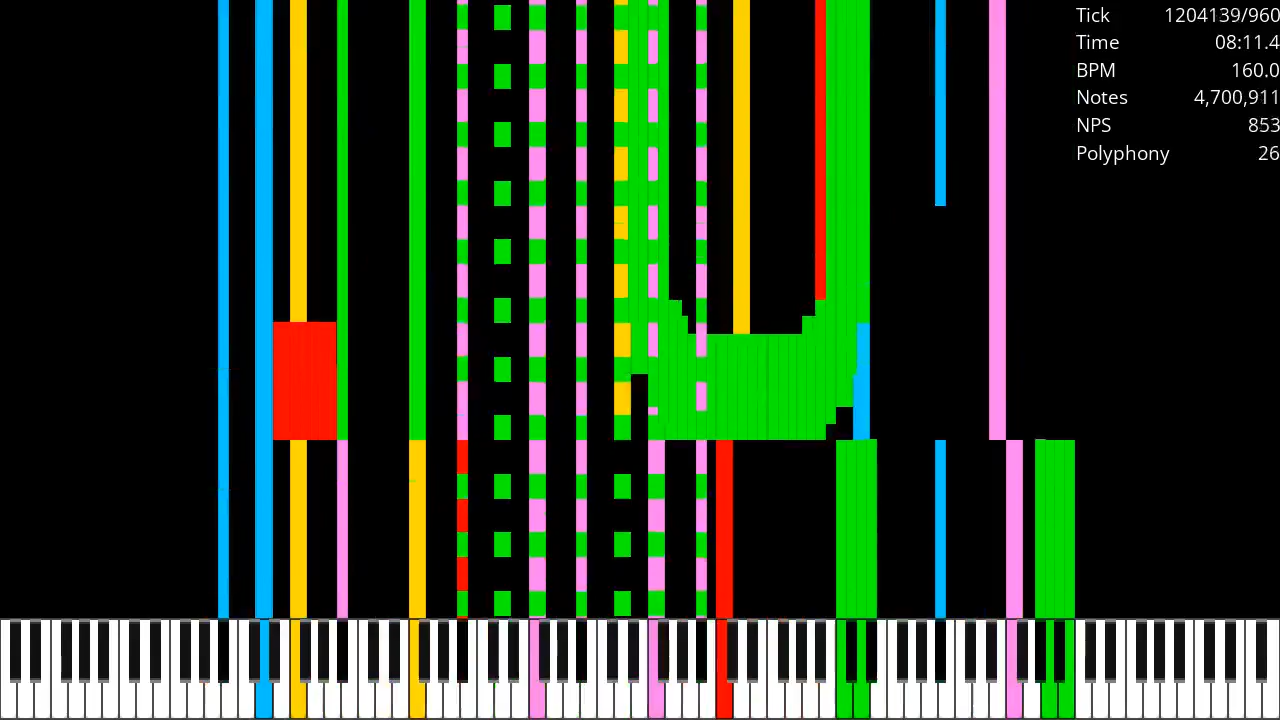 Tick 1204139/960
Time 08:11.4
BPM 160.0
Notes 4,700,911
NPS 853
Polyphony 26